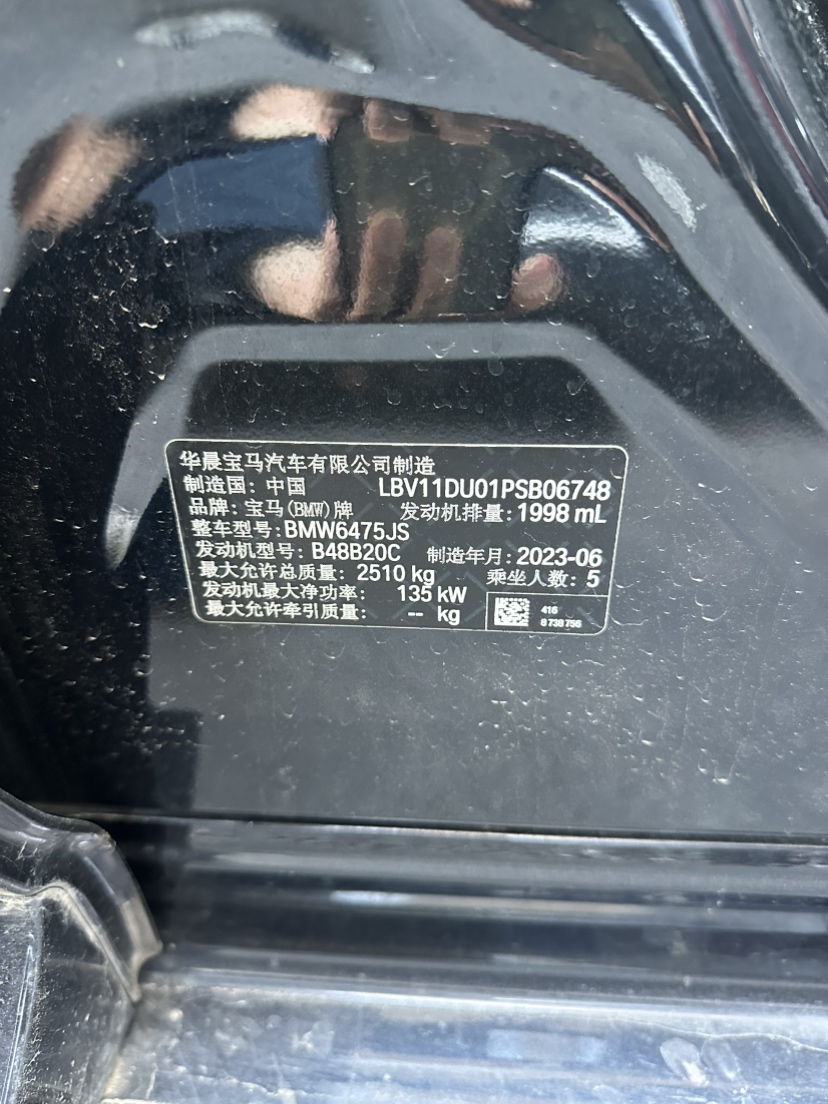 华晨宝马汽车有限公司制造
制造国: 中国 LBV11DU01PSB06748
品牌: 宝马(BMW)牌 发动机排量: 1998 mL
整车型号: BMW6475JS
发动机型号: B48B20C 制造年月: 2023-06
最大允许总质量: 2510 kg 乘坐人数: 5
发动机最大净功率: 135 kW
最大允许牵引质量: -- kg
416
8 738 756